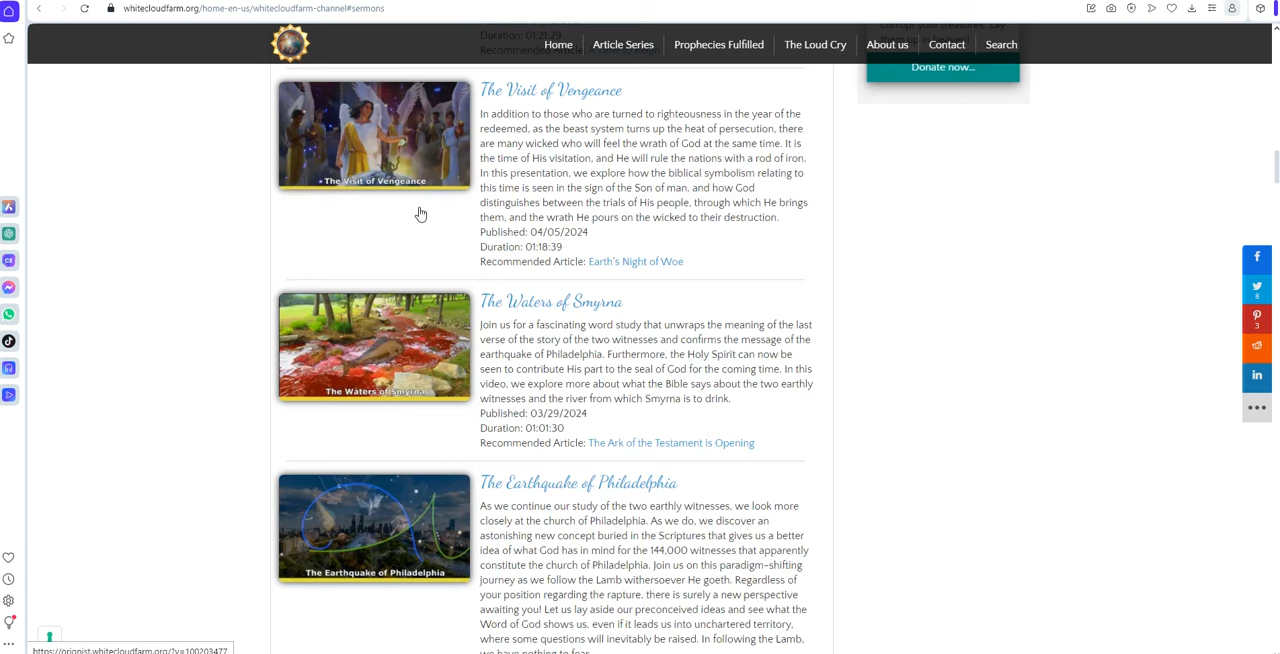 whitecloudfarm.org/home-en-us/whitecloudfarm-channel#sermons
Duration: 01:21:29
Home Article Series Prophecies Fulfilled The Loud Cry About us Contact Search
Donate now...
The Visit of Vengeance
In addition to those who are turned to righteousness in the year of the
redeemed, as the beast system turns up the heat of persecution, there
are many wicked who will feel the wrath of God at the same time. It is
the time of His visitation, and He will rule the nations with a rod of iron.
In this presentation, we explore how the biblical symbolism relating to
this time is seen in the sign of the Son of man, and how God
distinguishes between the trials of His people, through which He brings
them, and the wrath He pours on the wicked to their destruction.
Published: 04/05/2024
Duration: 01:18:39
Recommended Article: Earth's Night of Woe
• The Visit of Vengeance
The Waters of Smyrna
Join us for a fascinating word study that unwraps the meaning of the last
verse of the story of the two witnesses and confirms the message of the
earthquake of Philadelphia. Furthermore, the Holy Spirit can now be
seen to contribute His part to the seal of God for the coming time. In this
video, we explore more about what the Bible says about the two earthly
witnesses and the river from which Smyrna is to drink.
Published: 03/29/2024
Duration: 01:01:30
Recommended Article: The Ark of the Testament is Opening
The Waters of Smyrna
The Earthquake of Philadelphia
As we continue our study of the two earthly witnesses, we look more
closely at the church of Philadelphia. As we do, we discover an
astonishing new concept buried in the Scriptures that gives us a better
idea of what God has in mind for the 144,000 witnesses that apparently
constitute the church of Philadelphia. Join us on this paradigm-shifting
journey as we follow the Lamb withersoever He goeth. Regardless of
your position regarding the rapture, there is surely a new perspective
awaiting you! Let us lay aside our preconceived ideas and see what the
Word of God shows us, even if it leads us into unchartered territory,
where some questions will inevitably be raised. In following the Lamb,
we have nothing to fear.
The Earthquake of Philadelphia
8
3
https://orionist.whitecloudfarm.org/?v=100203477